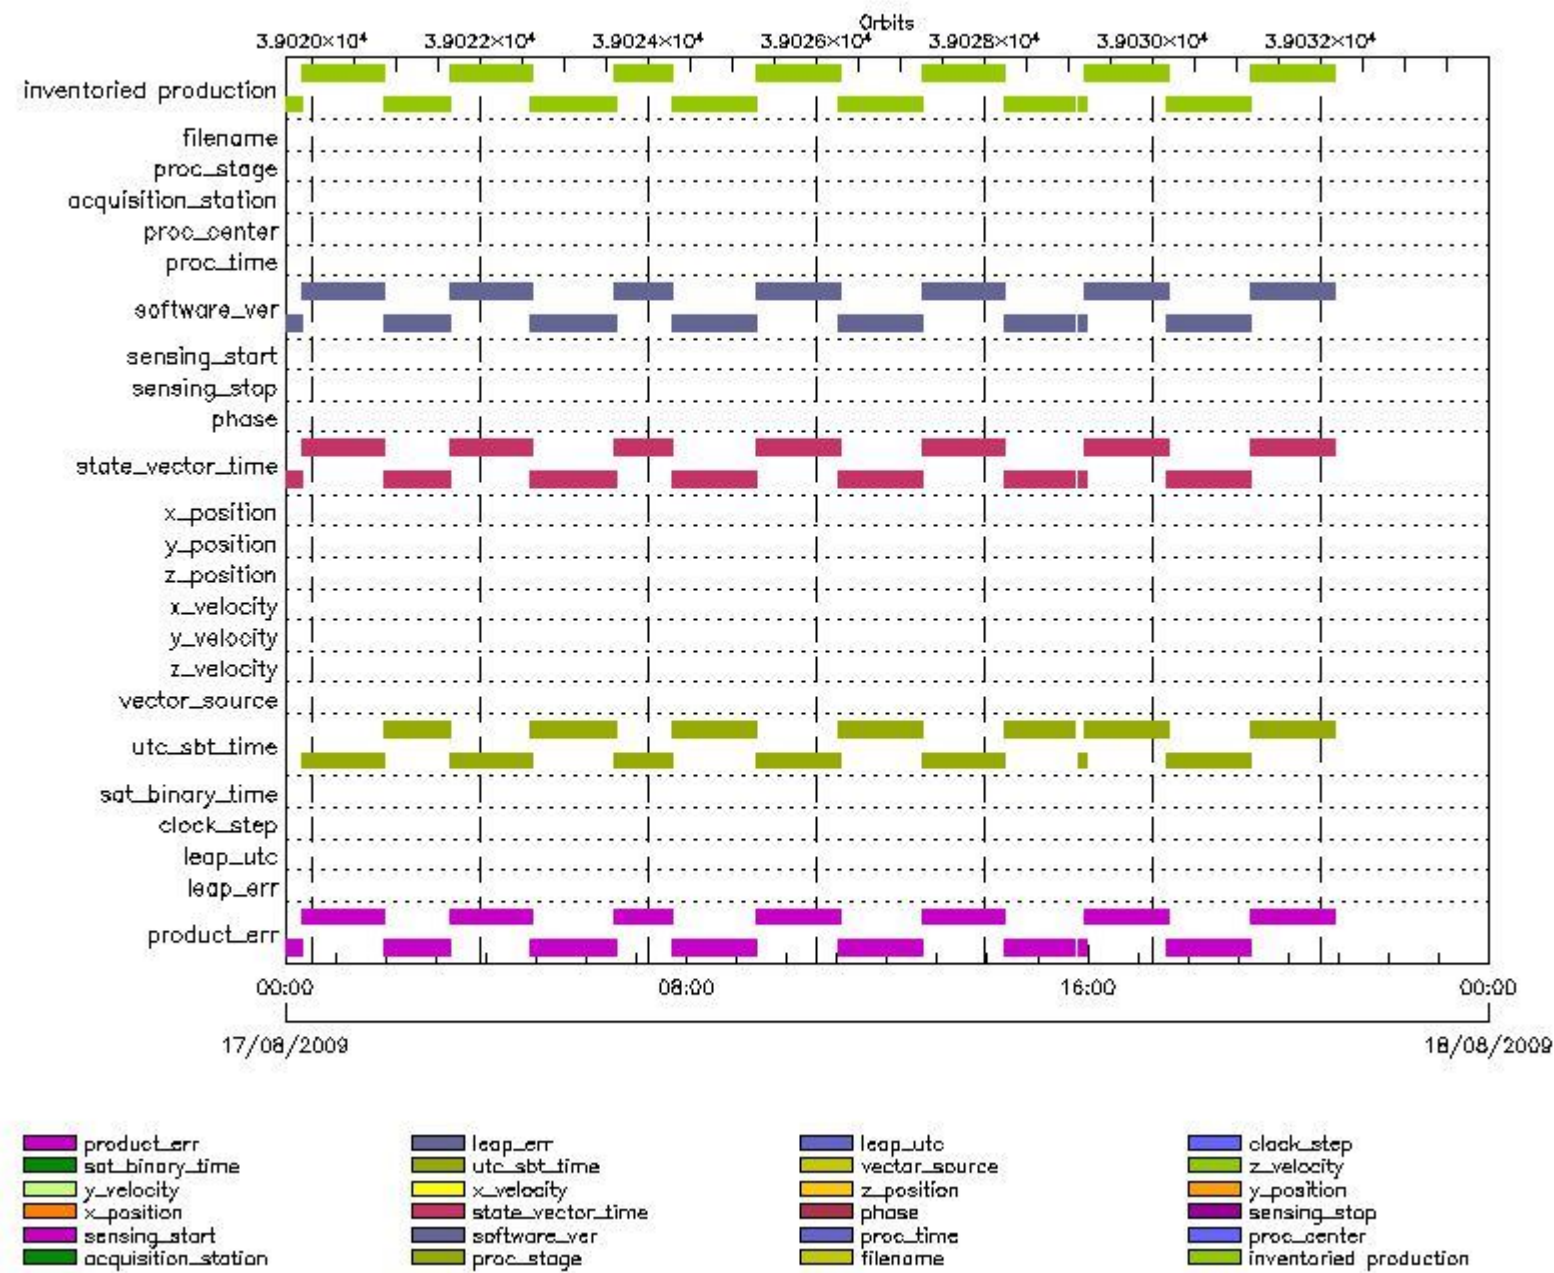 Orbits
3.9020×10⁴ 3.9022×10⁴ 3.9024×10⁴ 3.9026×10⁴ 3.9028×10⁴ 3.9030×10⁴ 3.9032×10⁴
inventoried production
filename
proc_stage
acquisition_station
proc_center
proc_time
software_ver
sensing_start
sensing_stop
phase
state_vector_time
x_position
y_position
z_position
x_velocity
y_velocity
z_velocity
vector_source
utc_sbt_time
sat_binary_time
clock_step
leap_utc
leap_err
product_err
00:00 08:00 16:00 00:00
17/08/2009 18/08/2009
product_err leap_err leap_utc clock_step
sat_binary_time utc_sbt_time vector_source z_velocity
y_velocity x_velocity z_position y_position
x_position state_vector_time phase sensing_stop
sensing_start software_ver proc_time proc_center
acquisition_station proc_stage filename inventoried production